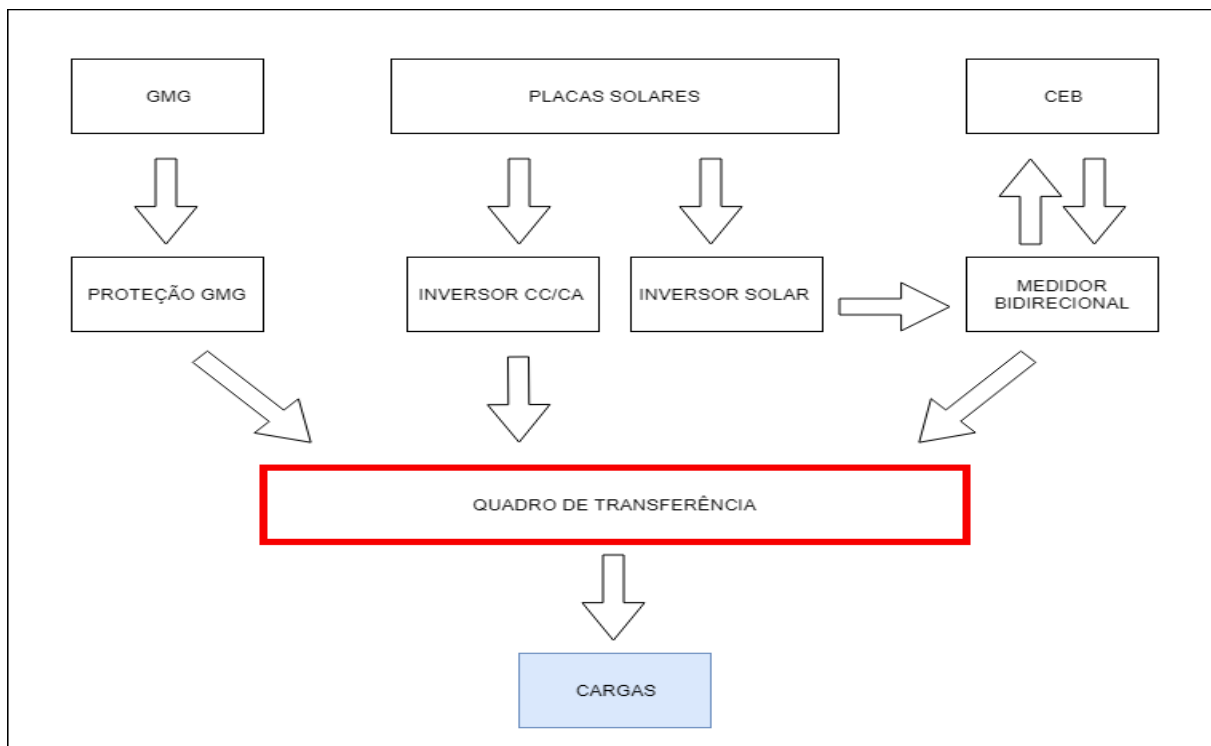 GMG
PLACAS SOLARES
CEB
PROTEÇÃO GMG
INVERSOR CC/CA
INVERSOR SOLAR
MEDIDOR
BIDIRECIONAL
QUADRO DE TRANSFERÊNCIA
CARGAS